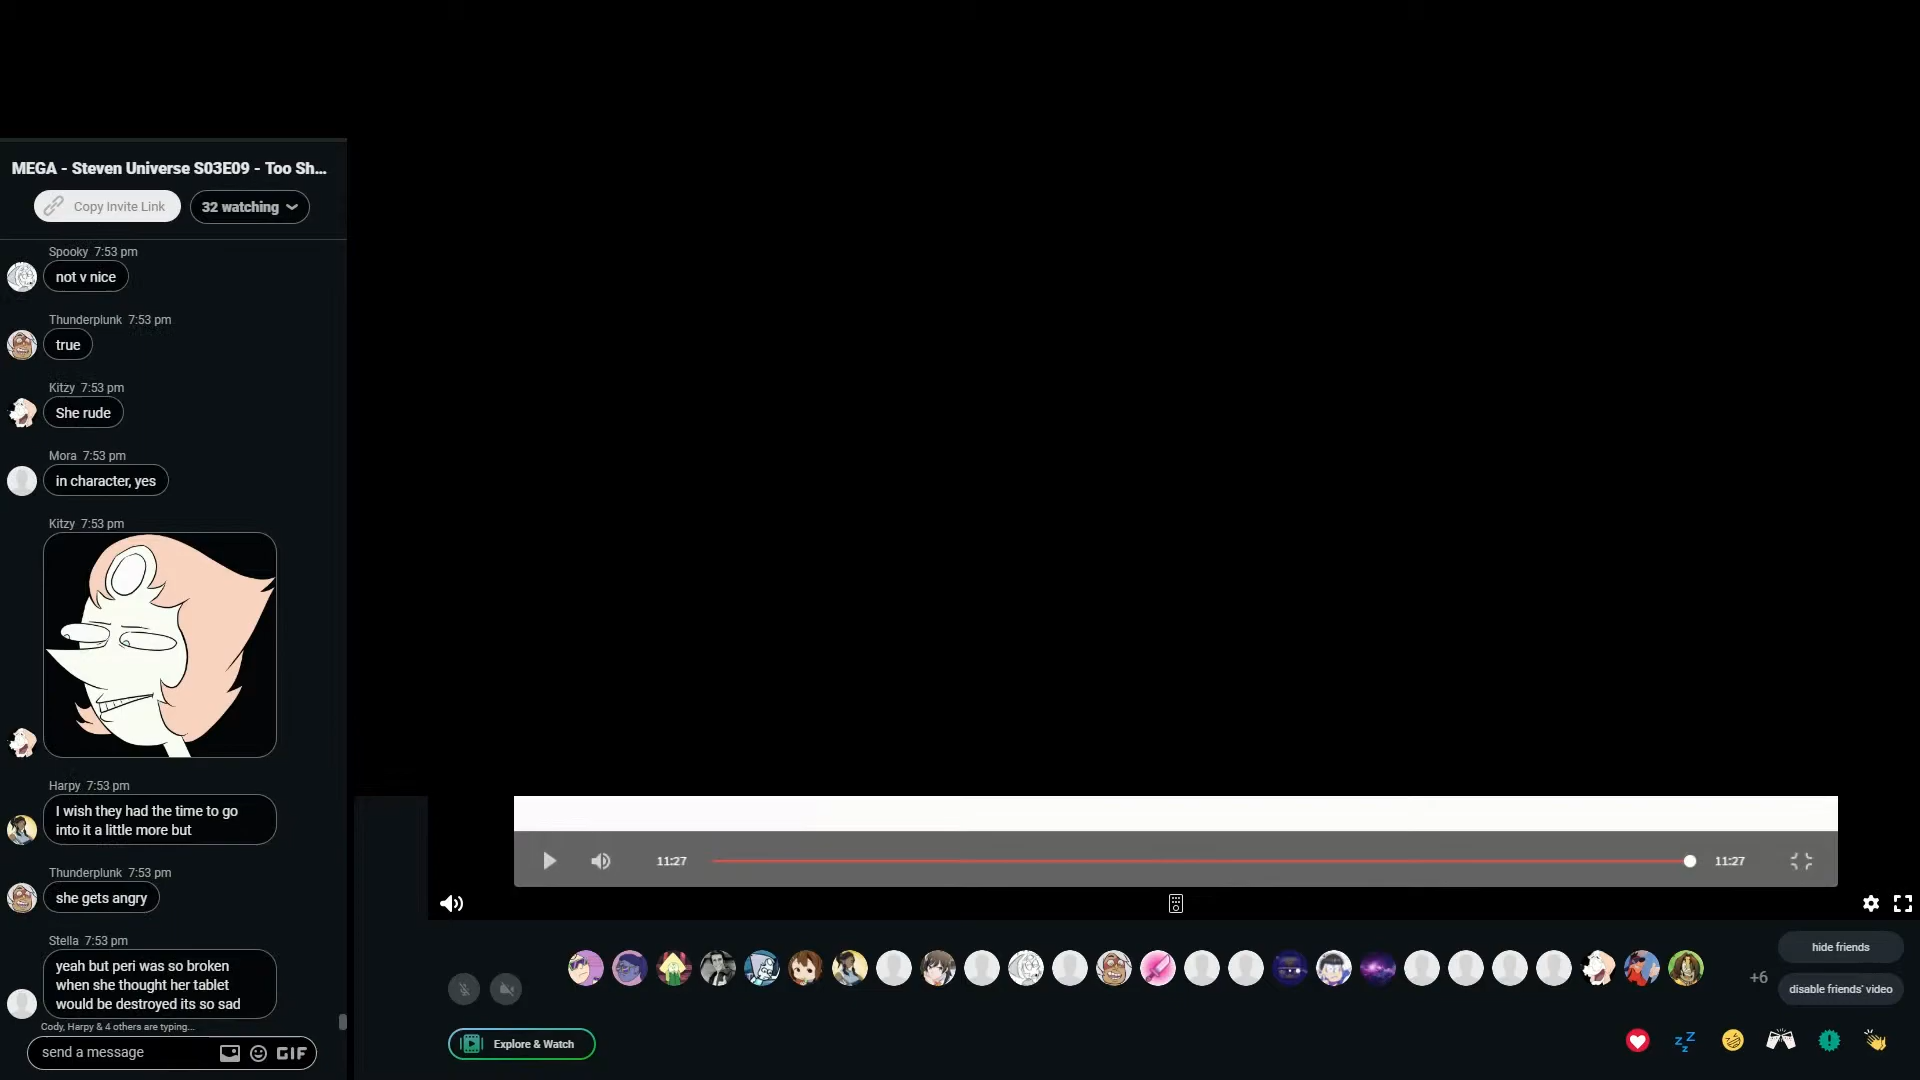 MEGA - Steven Universe S03E09 - Too Sh...
Copy Invite Link
32 watching
Spooky 7:53 pm
not v nice
Thunderplunk 7:53 pm
true
Kitzy 7:53 pm
She rude
Mora 7:53 pm
in character, yes
Kitzy 7:53 pm
Harpy 7:53 pm
I wish they had the time to go
into it a little more but
Thunderplunk 7:53 pm
she gets angry
Stella 7:53 pm
yeah but peri was so broken
when she thought her tablet
would be destroyed its so sad
Cody, Harpy & 4 others are typing...
send a message
GIF
11:27
11:27
+6
hide friends
disable friends' video
Explore & Watch
z z z